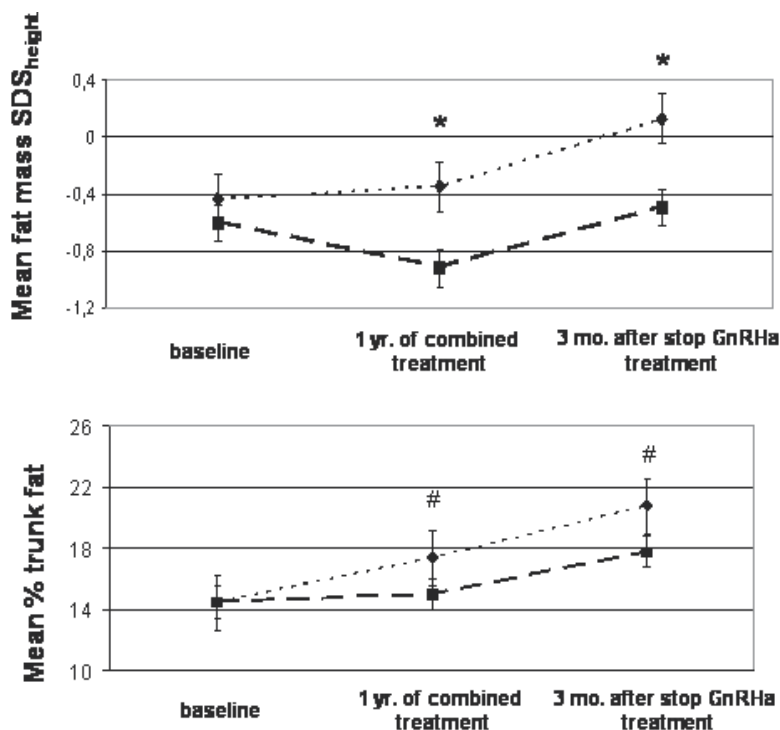 Mean fat mass SDSheight
*
*
0,4
0
-0,4
-0,8
-1,2
baseline
1 yr. of combined
treatment
3 mo. after stop GnRHa
treatment
Mean % trunk fat
26
22
18
14
10
#
#
baseline
1 yr. of combined
treatment
3 mo. after stop GnRHa
treatment